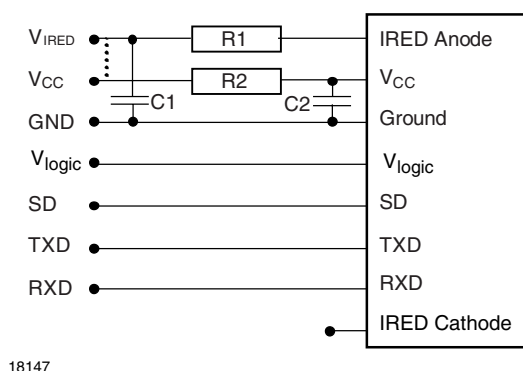 VIRED R1 IRED Anode
VCC R2 VCC
C1 C2
GND Ground
Vlogic Vlogic
SD SD
TXD TXD
RXD RXD
IRED Cathode
18147